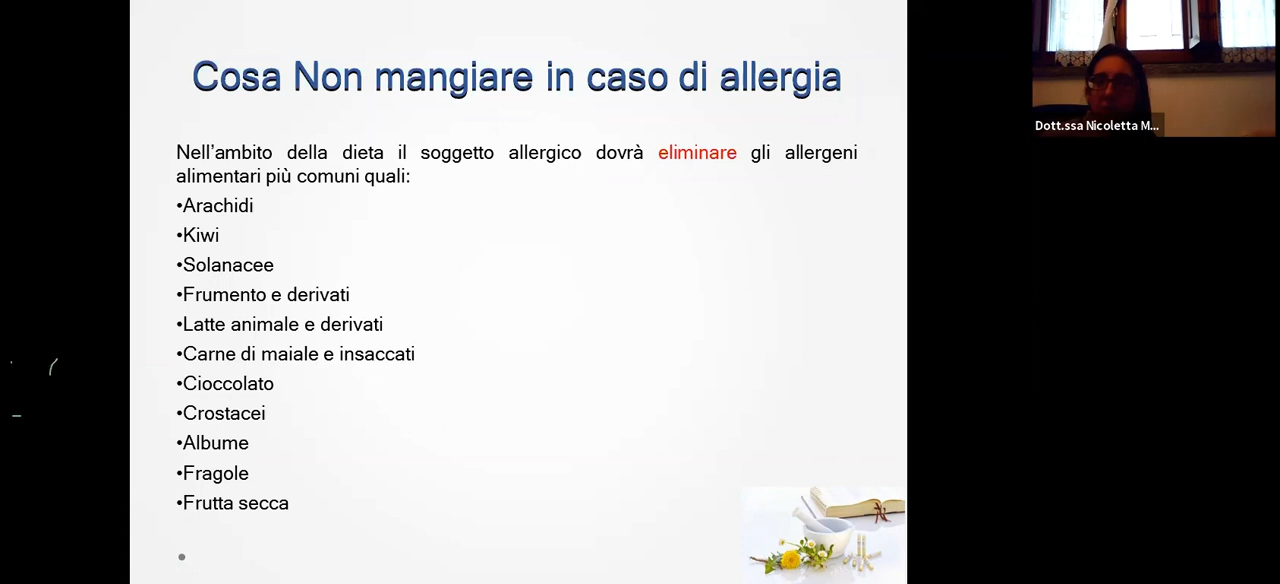 Cosa Non mangiare in caso di allergia
Nell'ambito della dieta il soggetto allergico dovrà eliminare gli allergeni
alimentari più comuni quali:
•Arachidi
•Kiwi
•Solanacee
•Frumento e derivati
•Latte animale e derivati
•Carne di maiale e insaccati
•Cioccolato
•Crostacei
•Albume
•Fragole
•Frutta secca
Dott.ssa Nicoletta M...